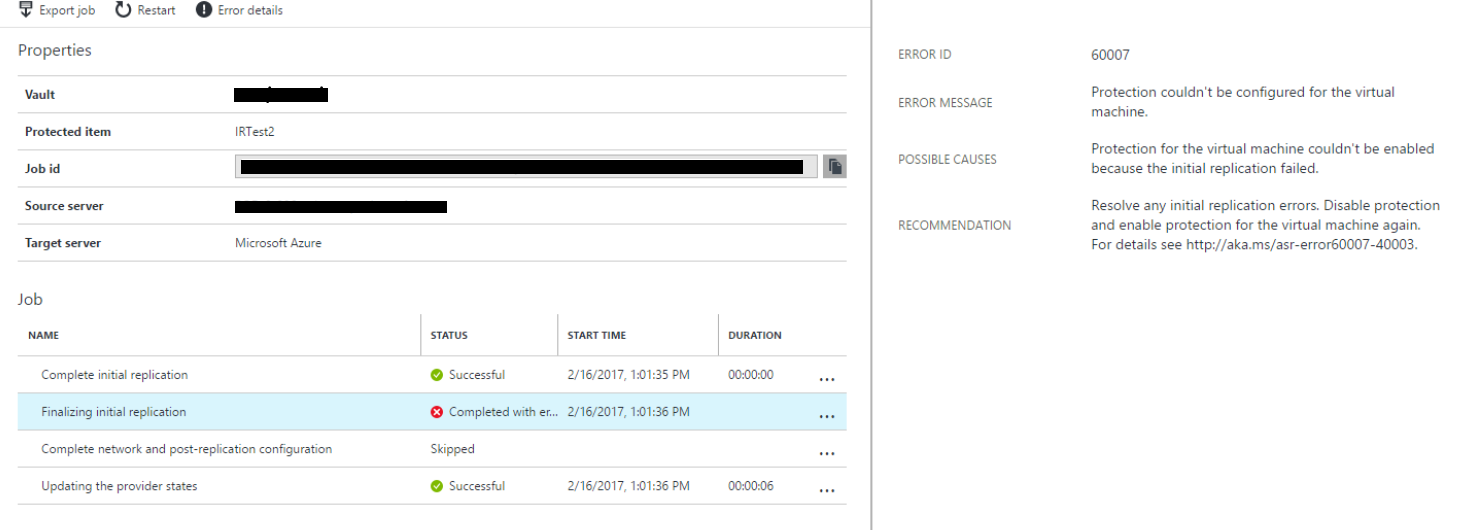 Export job Restart Error details
Properties
Vault
Protected item IRTest2
Job id
Source server
Target server Microsoft Azure
Job
NAME STATUS START TIME DURATION
Complete initial replication Successful 2/16/2017, 1:01:35 PM 00:00:00 ...
Finalizing initial replication Completed with er... 2/16/2017, 1:01:36 PM ...
Complete network and post-replication configuration Skipped ...
Updating the provider states Successful 2/16/2017, 1:01:36 PM 00:00:06 ...
ERROR ID 60007
ERROR MESSAGE Protection couldn't be configured for the virtual
machine.
POSSIBLE CAUSES Protection for the virtual machine couldn't be enabled
because the initial replication failed.
RECOMMENDATION Resolve any initial replication errors. Disable protection
and enable protection for the virtual machine again.
For details see http://aka.ms/asr-error60007-40003.